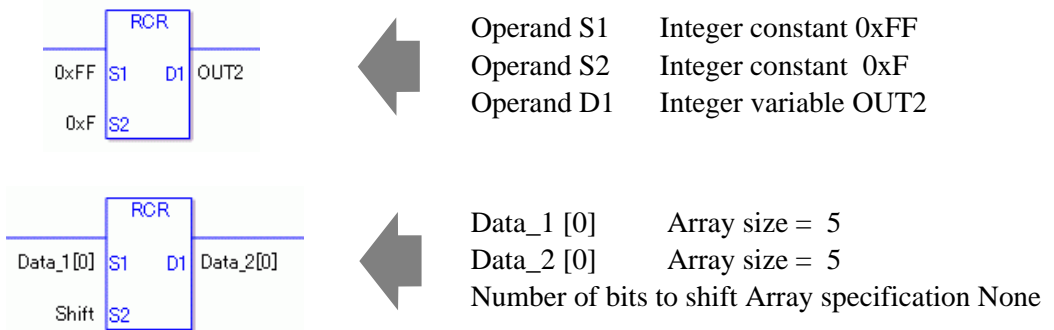 RCR
0xFF S1 D1 OUT2
0xF S2
Operand S1 Integer constant 0xFF
Operand S2 Integer constant 0xF
Operand D1 Integer variable OUT2
RCR
Data_1[0] S1 D1 Data_2[0]
Shift S2
Data_1 [0] Array size = 5
Data_2 [0] Array size = 5
Number of bits to shift Array specification None